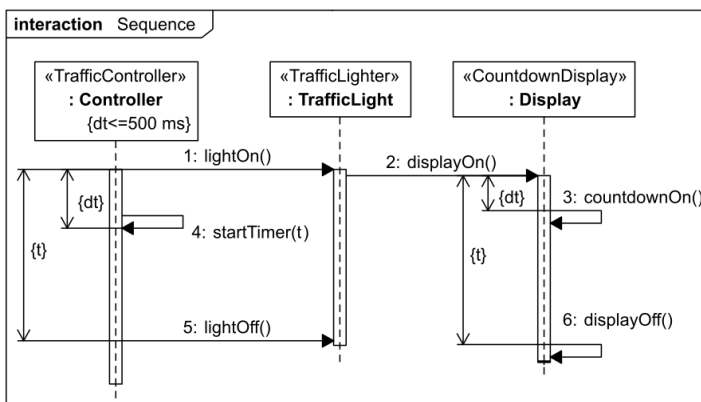 interaction Sequence
«TrafficController»
: Controller
{dt<=500 ms}
«TrafficLighter»
: TrafficLight
«CountdownDisplay»
: Display
1: lightOn()
2: displayOn()
{dt}
{dt}
3: countdownOn()
4: startTimer(t)
{t}
{t}
5: lightOff()
6: displayOff()